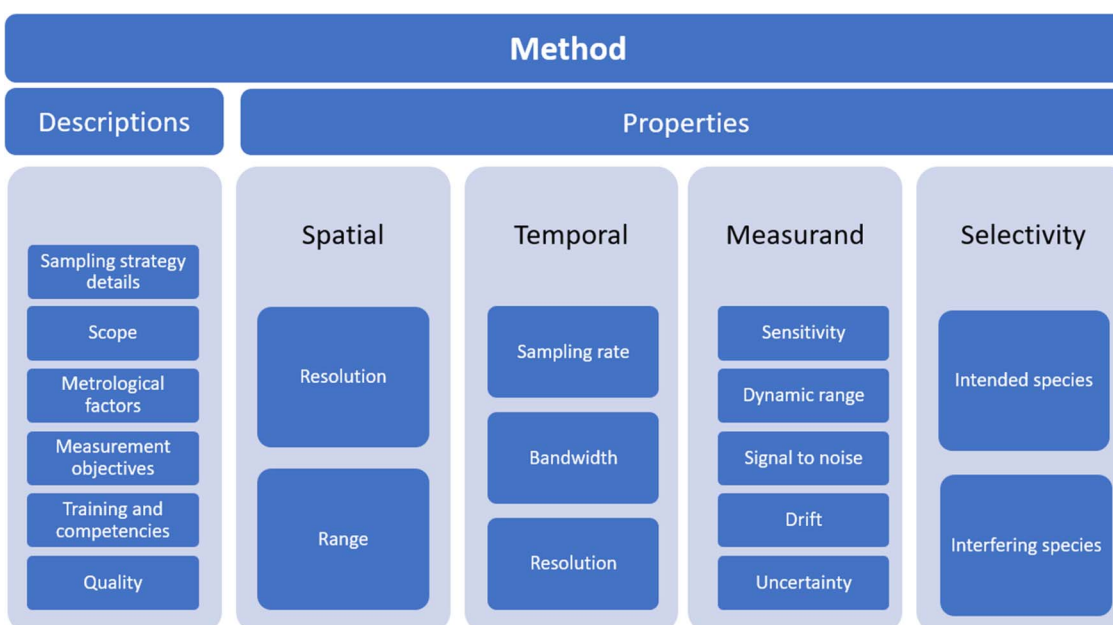 Method
Descriptions
Properties
Sampling strategy
details
Scope
Metrological
factors
Measurement
objectives
Training and
competencies
Quality
Spatial
Resolution
Range
Temporal
Sampling rate
Bandwidth
Resolution
Measurand
Sensitivity
Dynamic range
Signal to noise
Drift
Uncertainty
Selectivity
Intended species
Interfering species